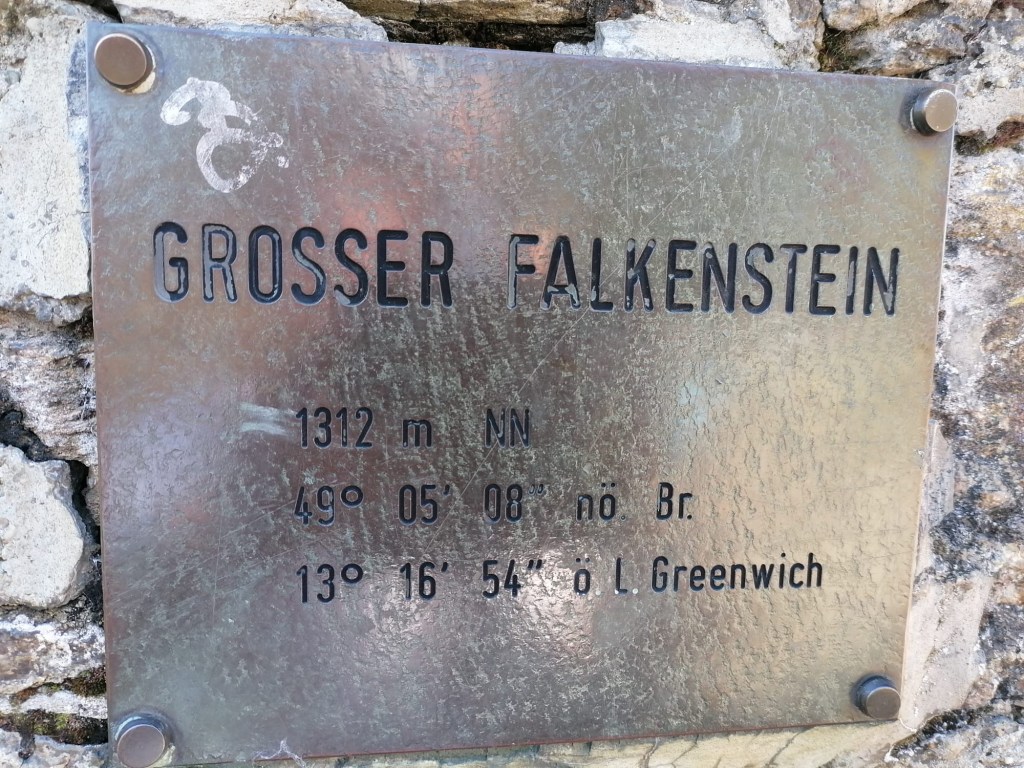 GROSSER FALKENSTEIN
1312 m NN
49° 05' 08" nö. Br.
13° 16' 54" ö L. Greenwich